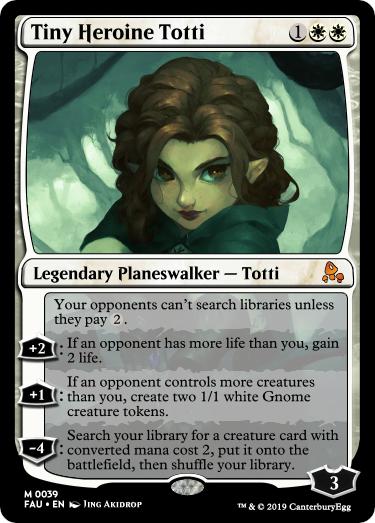 Tiny Heroine Totti 1
Legendary Planeswalker — Totti
Your opponents can't search libraries unless
they pay 2.
+2: If an opponent has more life than you, gain
2 life.
+1: If an opponent controls more creatures
than you, create two 1/1 white Gnome
creature tokens.
-4: Search your library for a creature card with
converted mana cost 2, put it onto the
battlefield, then shuffle your library.
3
M 0039
FAU • EN Jing Akidrop
™ & © 2019 CanterburyEgg